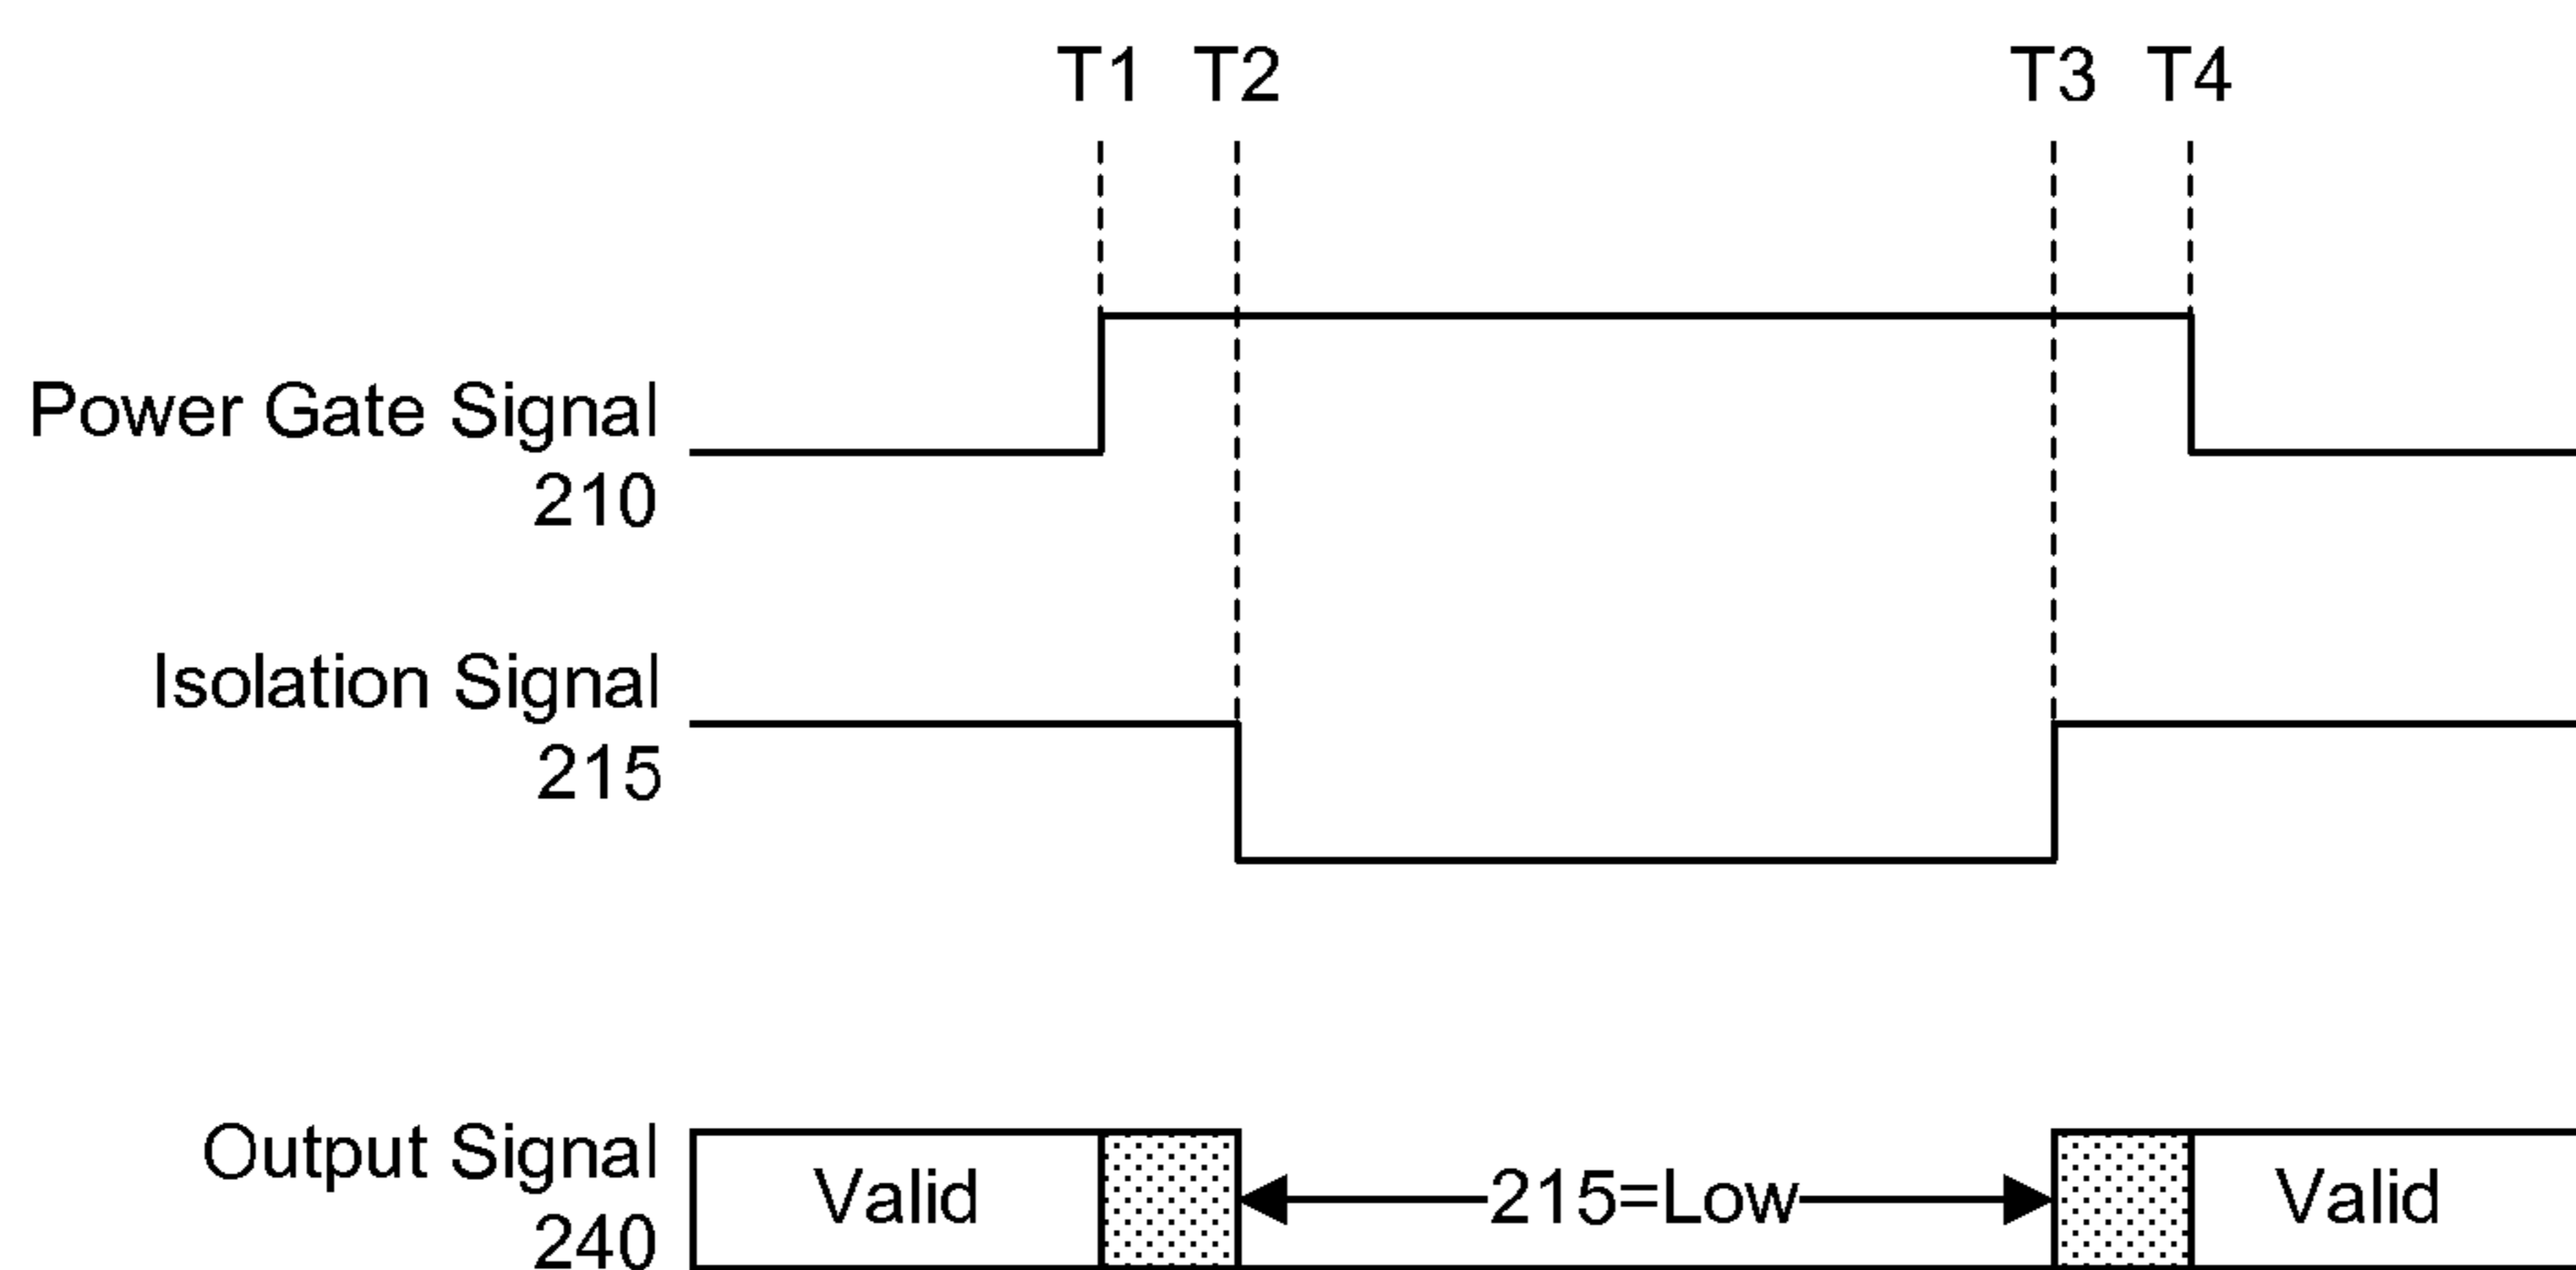 T1 T2 T3 T4
Power Gate Signal
210
Isolation Signal
215
Output Signal
240
Valid
215=Low
Valid